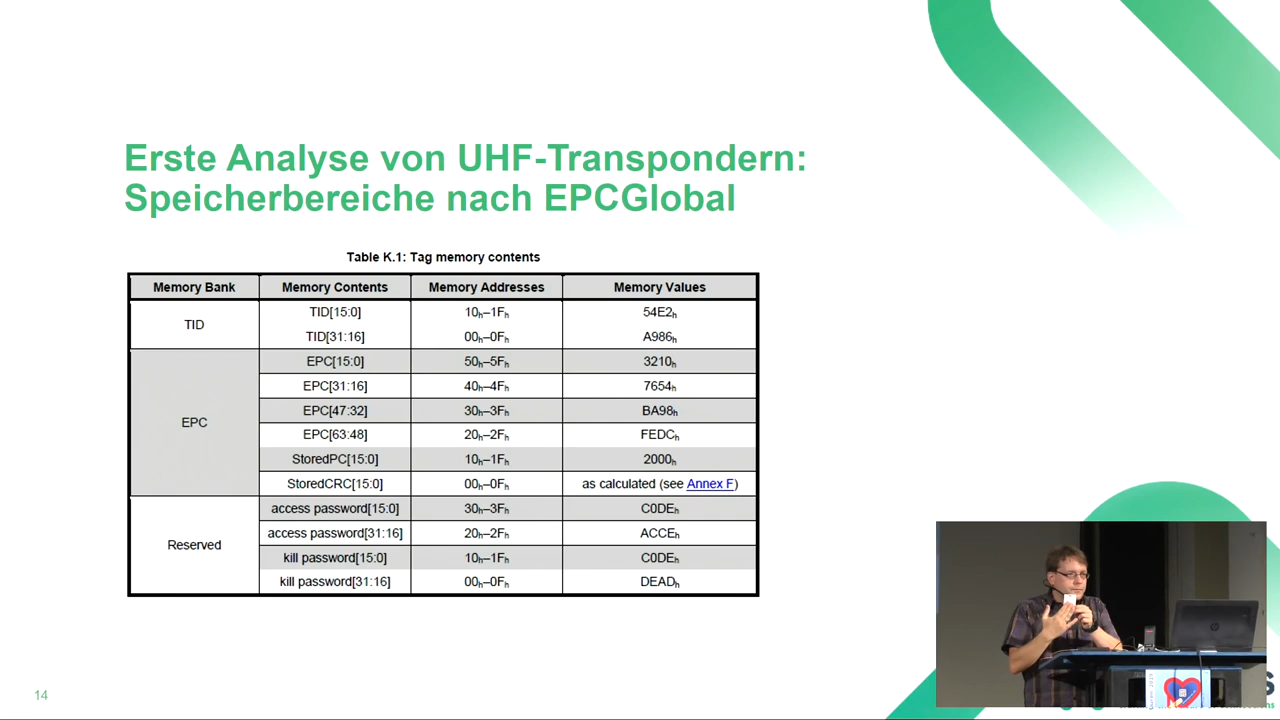 Erste Analyse von UHF-Transpondern:
Speicherbereiche nach EPCGlobal
Table K.1: Tag memory contents
Memory Bank Memory Contents Memory Addresses Memory Values
TID
TID[15:0] 10h–1Fh 54E2h
TID[31:16] 00h–0Fh A986h
EPC
EPC[15:0] 50h–5Fh 3210h
EPC[31:16] 40h–4Fh 7654h
EPC[47:32] 30h–3Fh BA98h
EPC[63:48] 20h–2Fh FEDCh
StoredPC[15:0] 10h–1Fh 2000h
StoredCRC[15:0] 00h–0Fh as calculated (see Annex F)
Reserved
access password[15:0] 30h–3Fh C0DEh
access password[31:16] 20h–2Fh ACCEh
kill password[15:0] 10h–1Fh C0DEh
kill password[31:16] 00h–0Fh DEADh
14